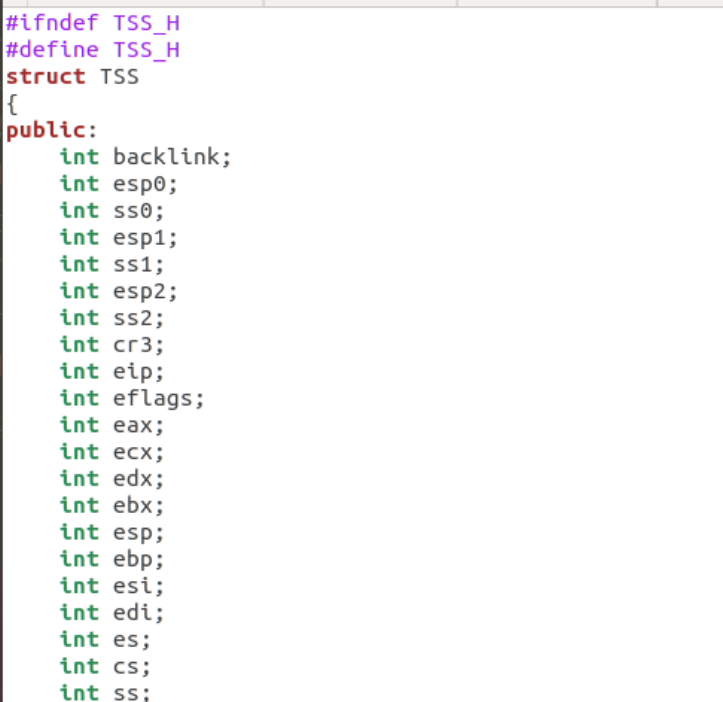 #ifndef TSS_H
#define TSS_H
struct TSS
{
public:
    int backlink;
    int esp0;
    int ss0;
    int esp1;
    int ss1;
    int esp2;
    int ss2;
    int cr3;
    int eip;
    int eflags;
    int eax;
    int ecx;
    int edx;
    int ebx;
    int esp;
    int ebp;
    int esi;
    int edi;
    int es;
    int cs;
    int ss;